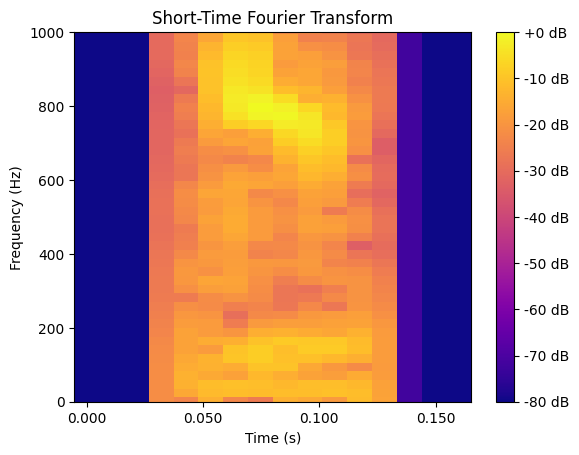 Short-Time Fourier Transform
Frequency (Hz)
1000
800
600
400
200
0
0.000
0.050
0.100
0.150
Time (s)
+0 dB
-10 dB
-20 dB
-30 dB
-40 dB
-50 dB
-60 dB
-70 dB
-80 dB